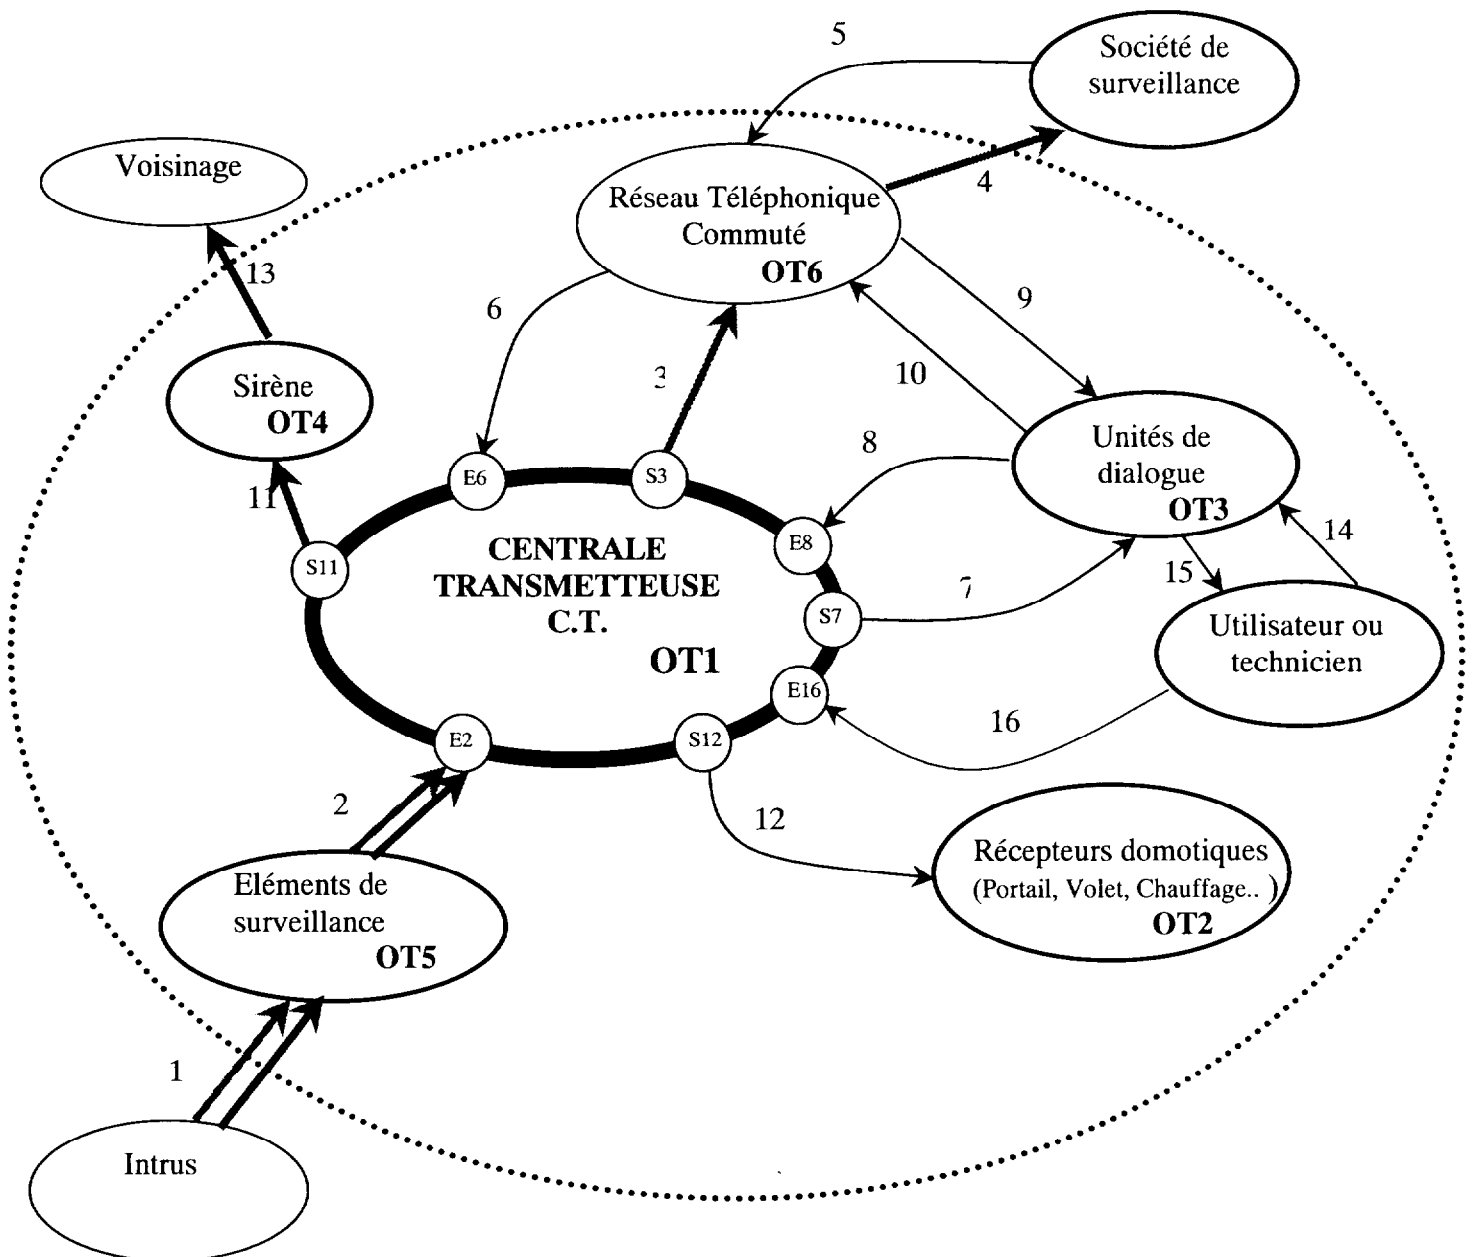 5
Société de
surveillance
Voisinage
4
Réseau Téléphonique
Commuté
OT6
13
6
9
3
10
Sirène
OT4
Unités de
dialogue
OT3
8
11
E6
S3
14
E8
S11
CENTRALE
TRANSMETTEUSE
C.T.
OT1
7
15
S7
Utilisateur ou
technicien
E16
16
E2
S12
2
12
Récepteurs domotiques
(Portail, Volet, Chauffage.. )
OT2
Eléments de
surveillance
OT5
1
Intrus